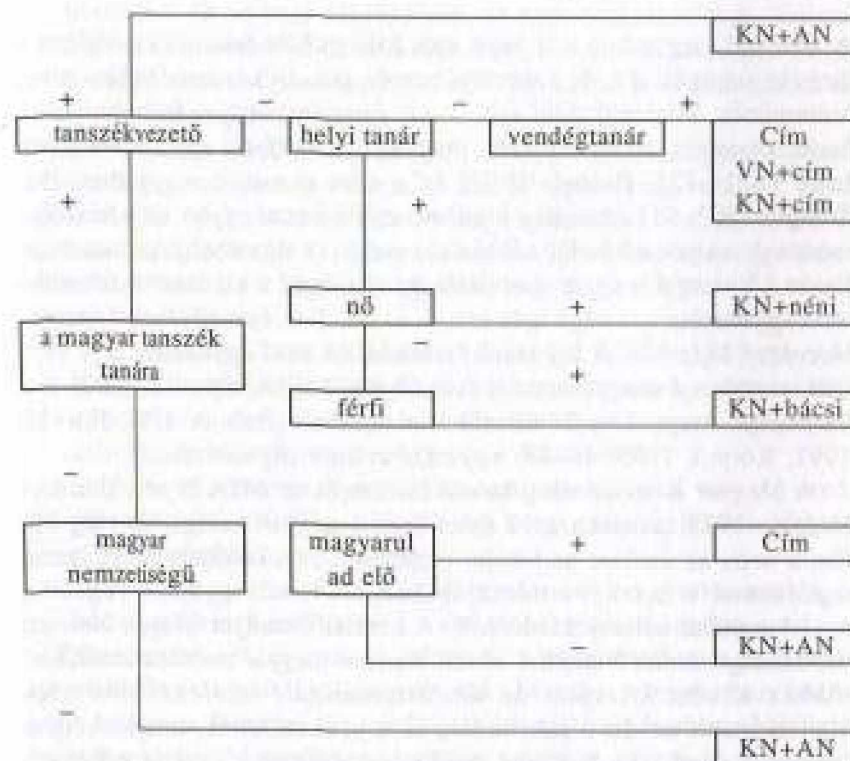 KN+AN
+ – – +
tanszékvezető helyi tanár vendégtanár Cím
VN+cím
+ + KN+cím
nő + KN+néni
a magyar tanszék –
tanára
+
férfi KN+bácsi
–
magyar magyarul + Cím
nemzetiségű ad elő
– KN+AN
–
KN+AN